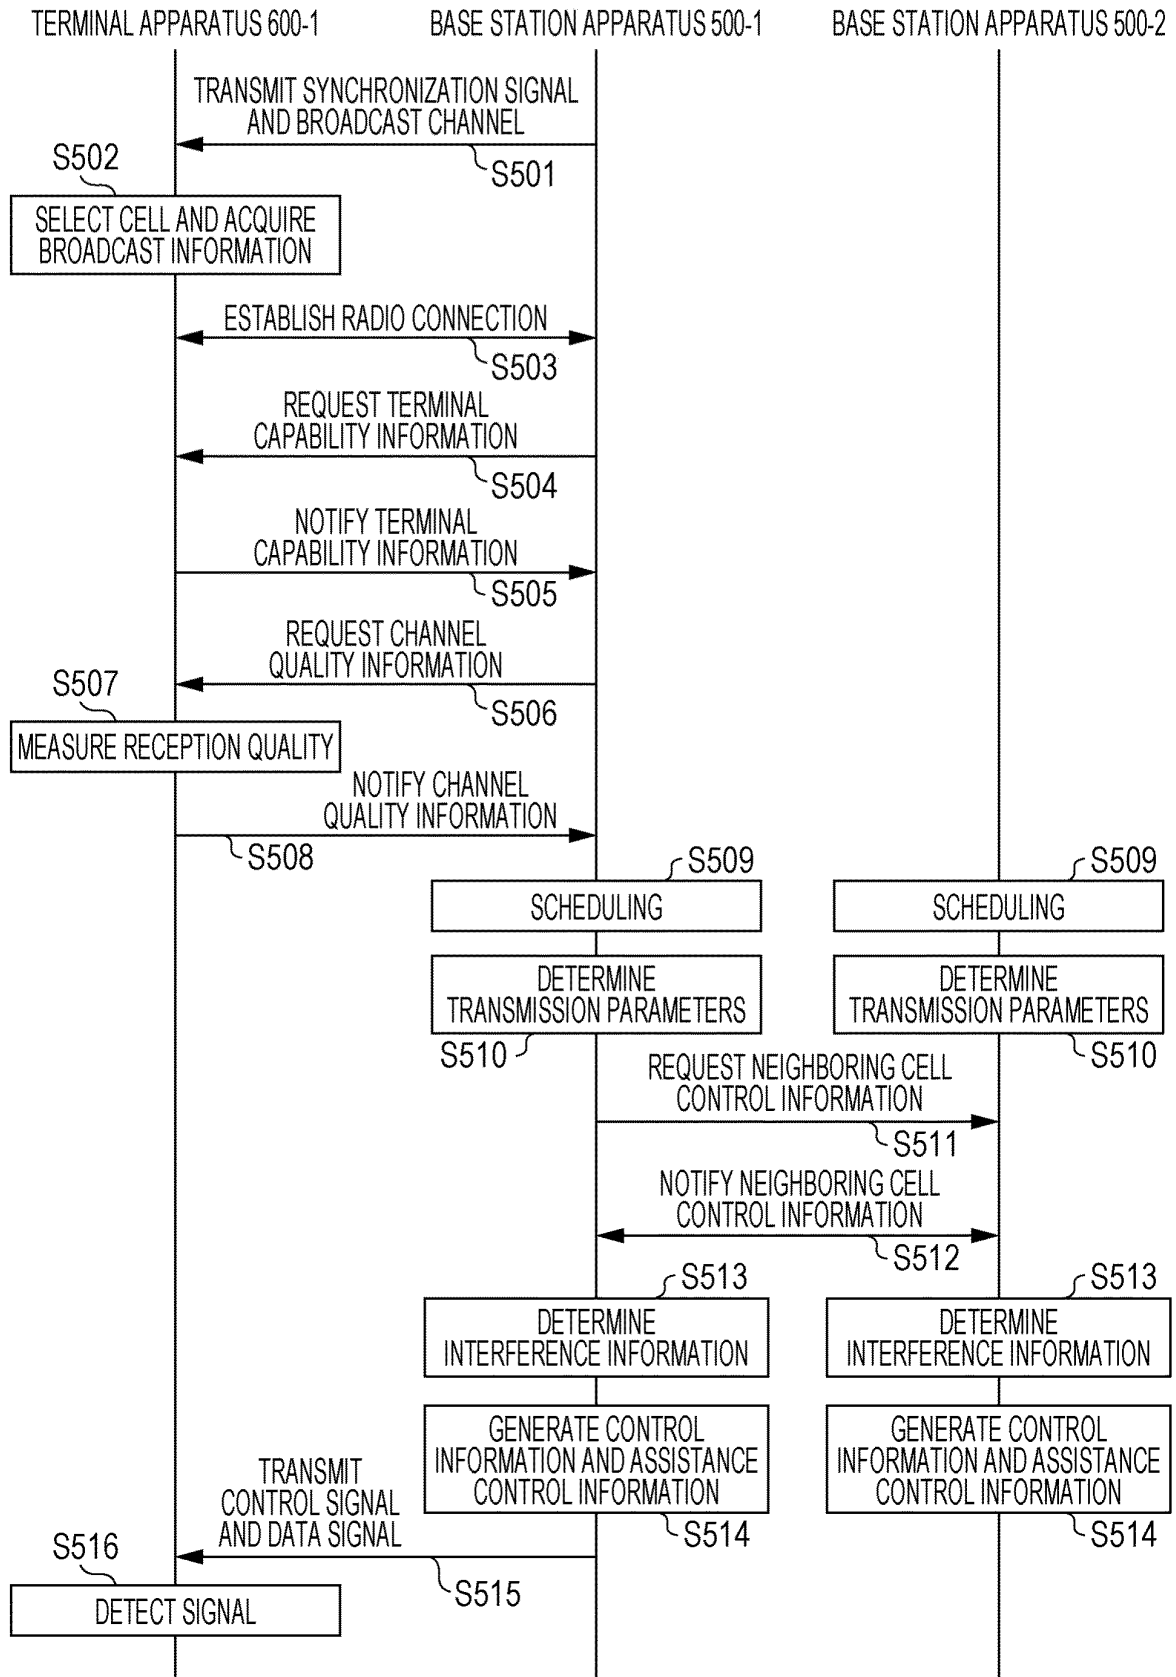 TERMINAL APPARATUS 600-1
BASE STATION APPARATUS 500-1
BASE STATION APPARATUS 500-2
TRANSMIT SYNCHRONIZATION SIGNAL
AND BROADCAST CHANNEL
S501
S502
SELECT CELL AND ACQUIRE
BROADCAST INFORMATION
ESTABLISH RADIO CONNECTION
S503
REQUEST TERMINAL
CAPABILITY INFORMATION
S504
NOTIFY TERMINAL
CAPABILITY INFORMATION
S505
REQUEST CHANNEL
QUALITY INFORMATION
S506
S507
MEASURE RECEPTION QUALITY
NOTIFY CHANNEL
QUALITY INFORMATION
S508
S509
SCHEDULING
S509
SCHEDULING
DETERMINE
TRANSMISSION PARAMETERS
S510
DETERMINE
TRANSMISSION PARAMETERS
S510
REQUEST NEIGHBORING CELL
CONTROL INFORMATION
S511
NOTIFY NEIGHBORING CELL
CONTROL INFORMATION
S512
S513
DETERMINE
INTERFERENCE INFORMATION
S513
DETERMINE
INTERFERENCE INFORMATION
GENERATE CONTROL
INFORMATION AND ASSISTANCE
CONTROL INFORMATION
S514
GENERATE CONTROL
INFORMATION AND ASSISTANCE
CONTROL INFORMATION
S514
TRANSMIT
CONTROL SIGNAL
AND DATA SIGNAL
S515
S516
DETECT SIGNAL